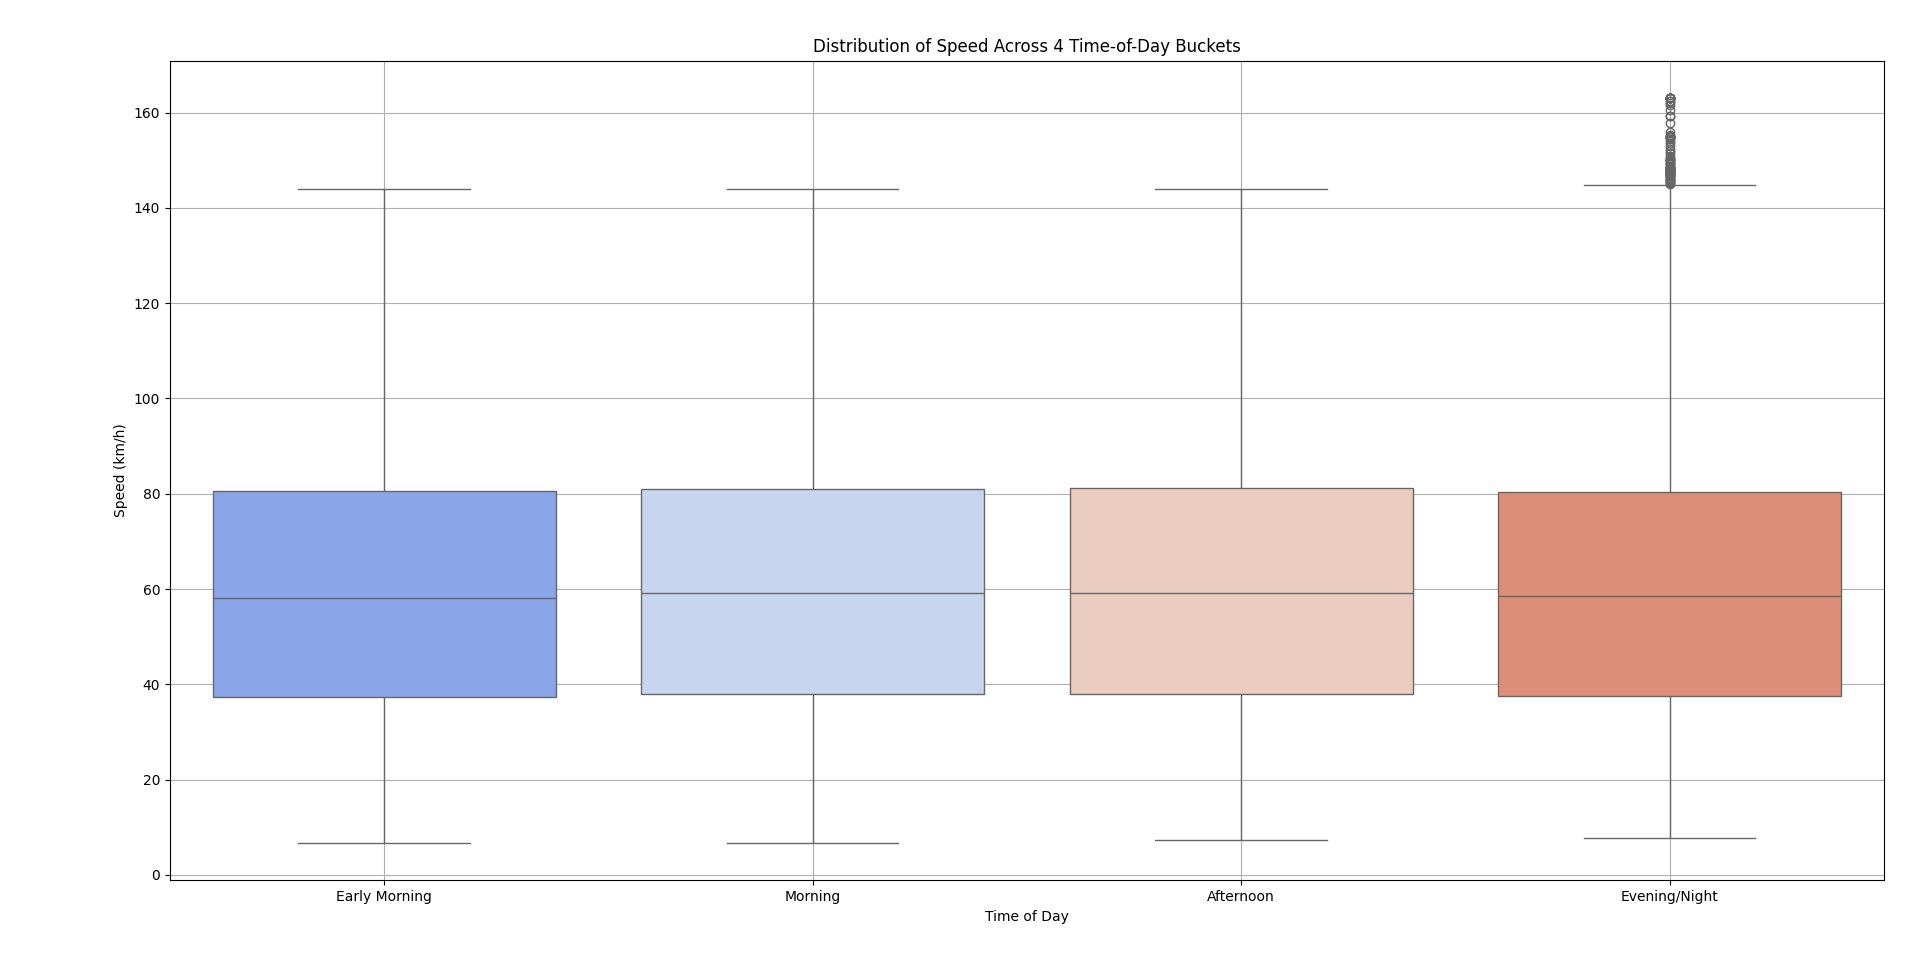 Distribution of Speed Across 4 Time-of-Day Buckets
160
140
120
100
80
60
40
20
0
Speed (km/h)
Early Morning
Morning
Afternoon
Evening/Night
Time of Day